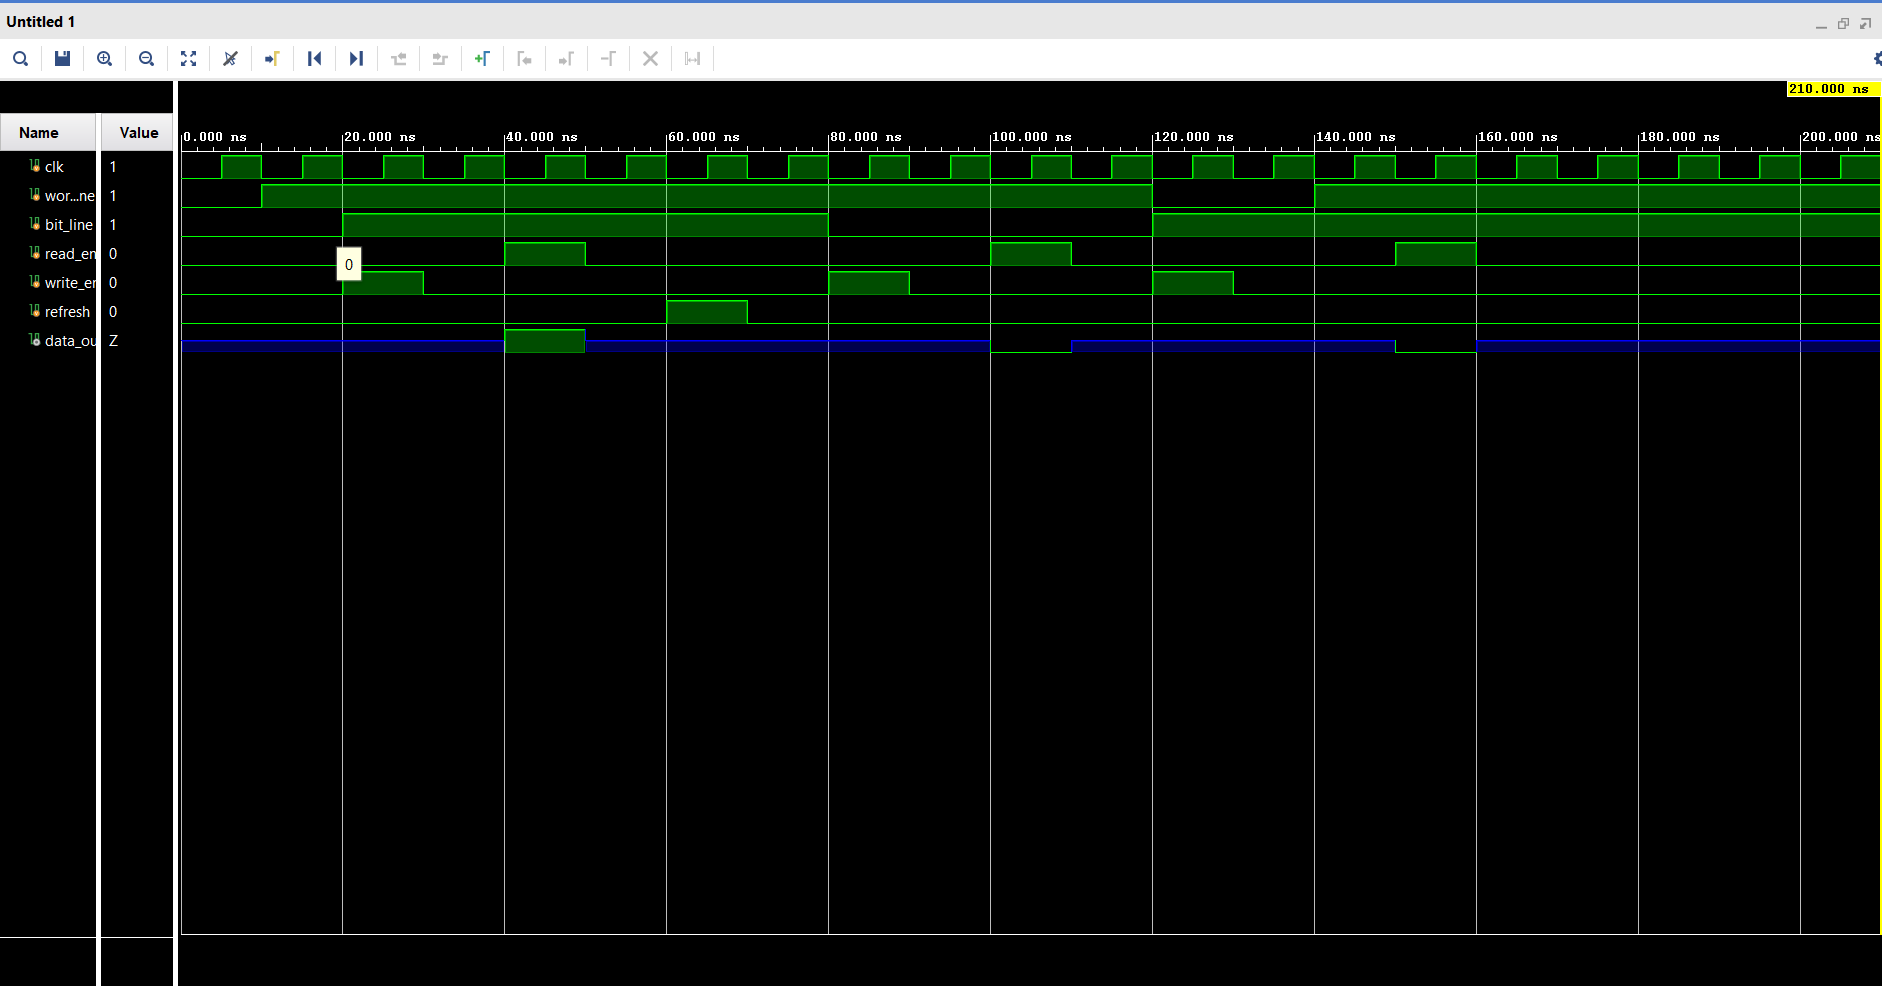 Untitled 1
210.000 ns
Name Value
0.000 ns 20.000 ns 40.000 ns 60.000 ns 80.000 ns 100.000 ns 120.000 ns 140.000 ns 160.000 ns 180.000 ns 200.000 ns
clk 1
wor...ne 1
bit_line 1
read_en 0
0
write_er 0
refresh 0
data_ou Z